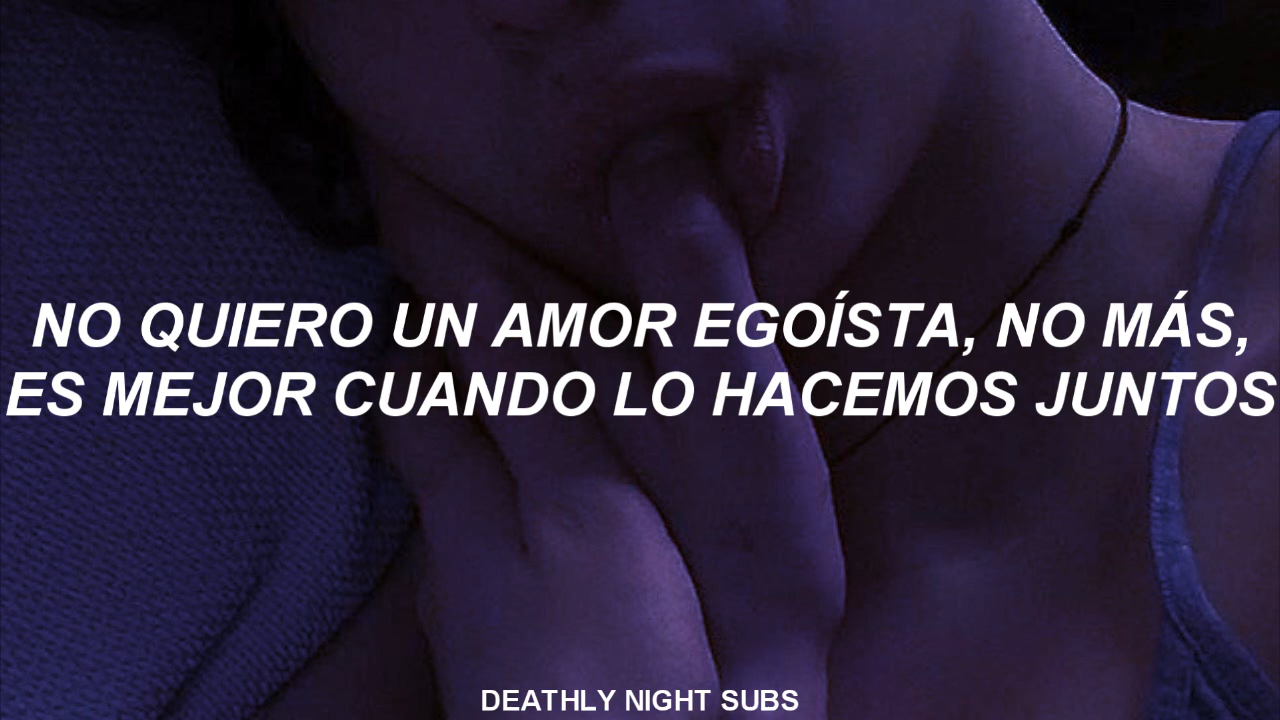 NO QUIERO UN AMOR EGOÍSTA, NO MÁS,
ES MEJOR CUANDO LO HACEMOS JUNTOS
DEATHLY NIGHT SUBS